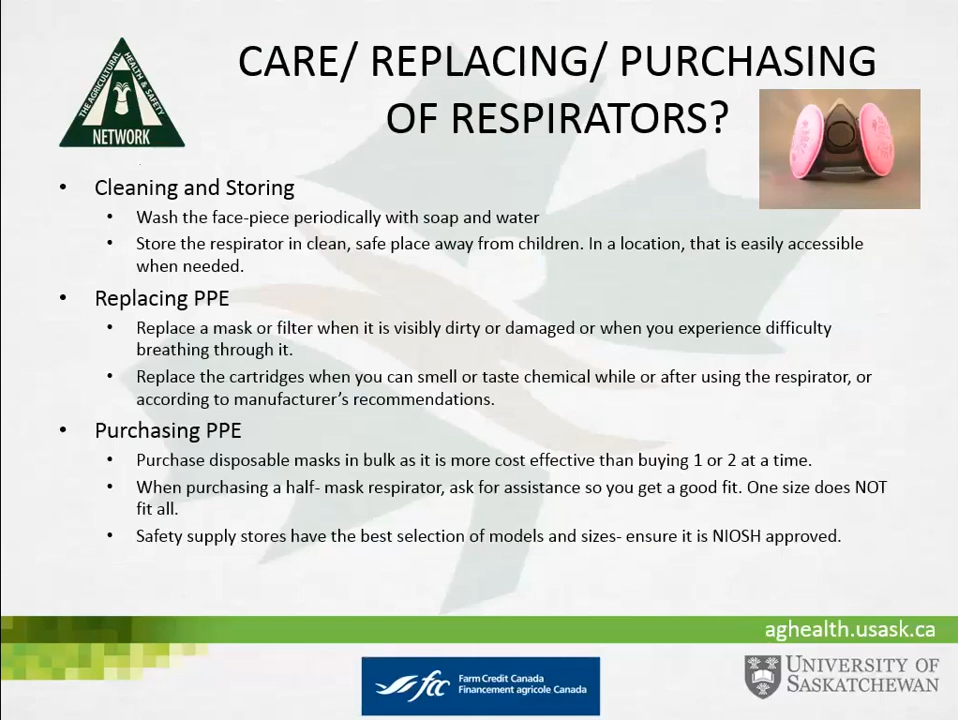 THE AGRICULTURAL
HEALTH & SAFETY
NETWORK
CARE/ REPLACING/ PURCHASING
OF RESPIRATORS?
• Cleaning and Storing
• Wash the face-piece periodically with soap and water
• Store the respirator in clean, safe place away from children. In a location, that is easily accessible
when needed.
• Replacing PPE
• Replace a mask or filter when it is visibly dirty or damaged or when you experience difficulty
breathing through it.
• Replace the cartridges when you can smell or taste chemical while or after using the respirator, or
according to manufacturer’s recommendations.
• Purchasing PPE
• Purchase disposable masks in bulk as it is more cost effective than buying 1 or 2 at a time.
• When purchasing a half- mask respirator, ask for assistance so you get a good fit. One size does NOT
fit all.
• Safety supply stores have the best selection of models and sizes- ensure it is NIOSH approved.
aghealth.usask.ca
fcc
Farm Credit Canada
Financement agricole Canada
UNIVERSITY OF
SASKATCHEWAN